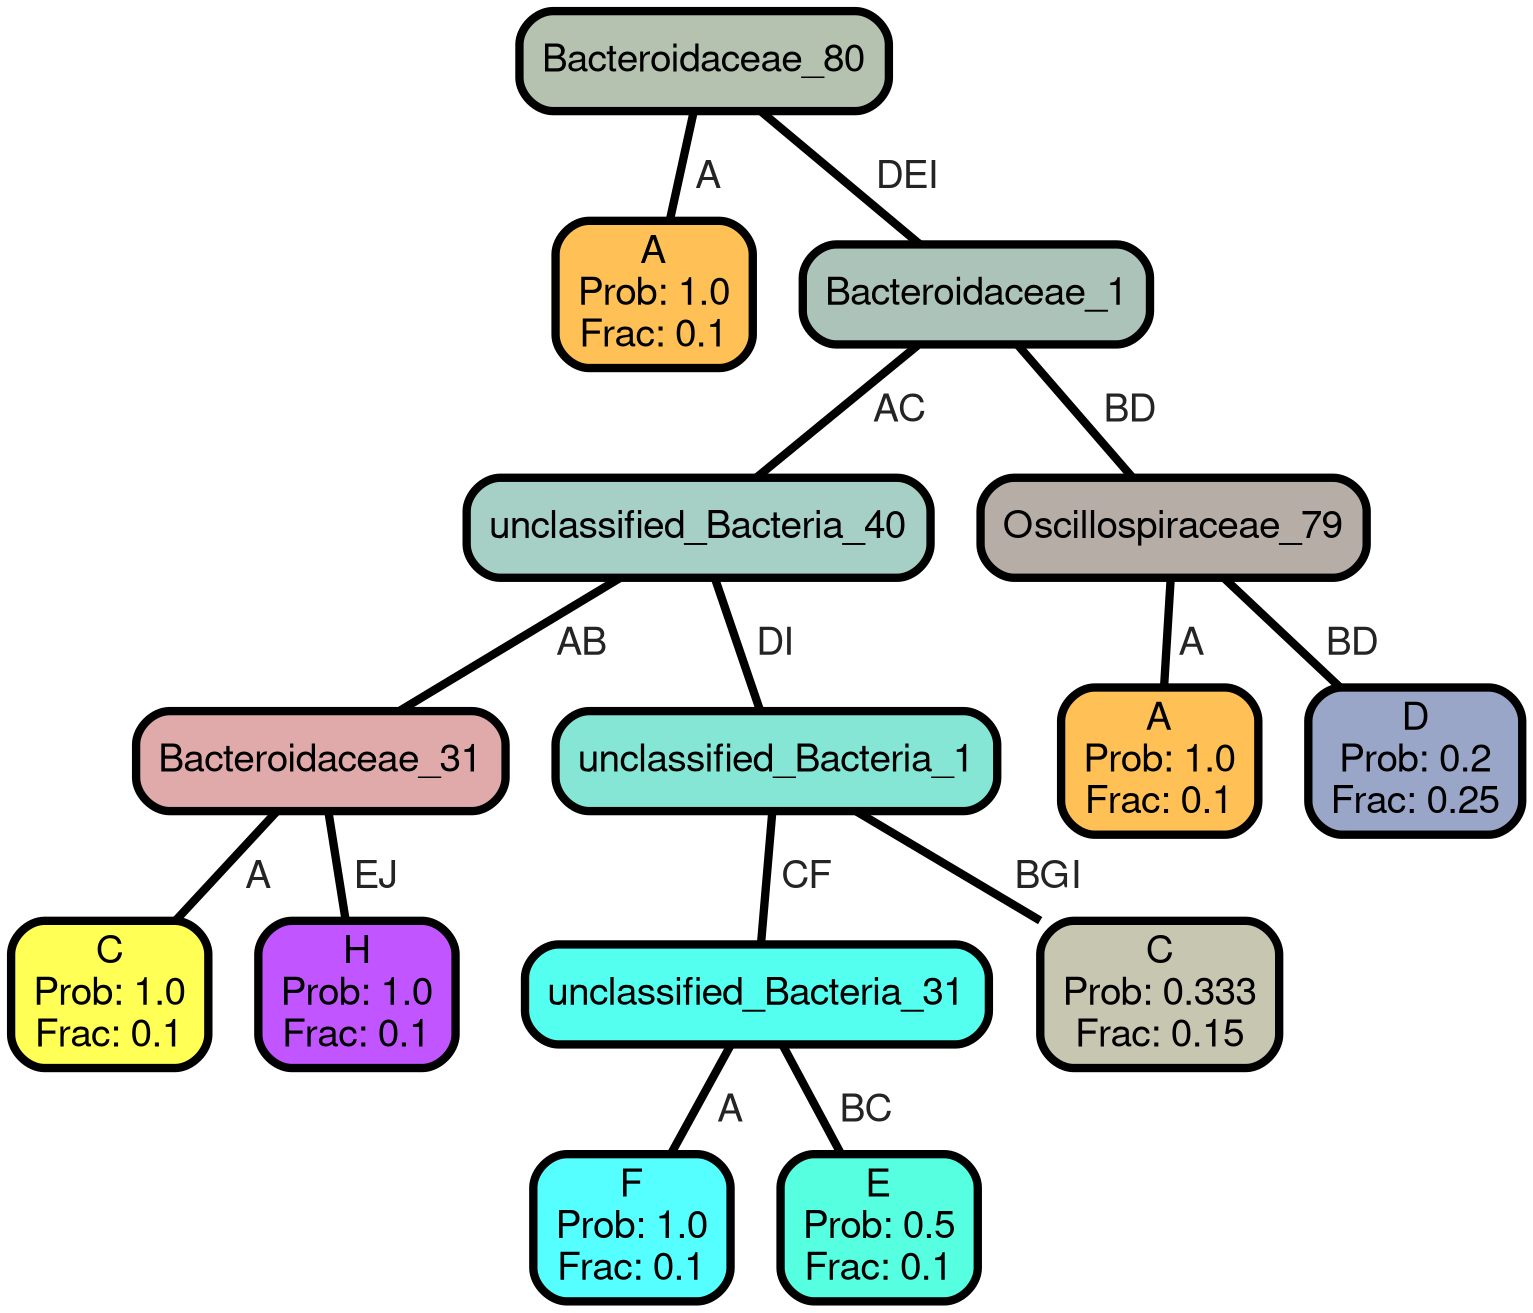 Bacteroidaceae_80
A
DEI
A
Prob: 1.0
Frac: 0.1
Bacteroidaceae_1
AC
BD
unclassified_Bacteria_40
Oscillospiraceae_79
AB
DI
A
BD
Bacteroidaceae_31
unclassified_Bacteria_1
A
Prob: 1.0
Frac: 0.1
D
Prob: 0.2
Frac: 0.25
A
EJ
CF
BGI
C
Prob: 1.0
Frac: 0.1
H
Prob: 1.0
Frac: 0.1
unclassified_Bacteria_31
C
Prob: 0.333
Frac: 0.15
A
BC
F
Prob: 1.0
Frac: 0.1
E
Prob: 0.5
Frac: 0.1